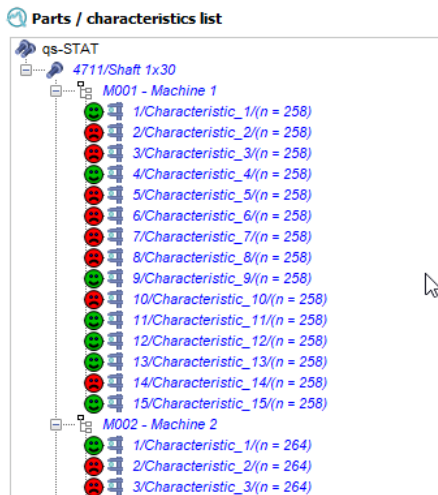 Parts / characteristics list
qs-STAT
4711/Shaft 1x30
M001 - Machine 1
1/Characteristic_1/(n = 258)
2/Characteristic_2/(n = 258)
3/Characteristic_3/(n = 258)
4/Characteristic_4/(n = 258)
5/Characteristic_5/(n = 258)
6/Characteristic_6/(n = 258)
7/Characteristic_7/(n = 258)
8/Characteristic_8/(n = 258)
9/Characteristic_9/(n = 258)
10/Characteristic_10/(n = 258)
11/Characteristic_11/(n = 258)
12/Characteristic_12/(n = 258)
13/Characteristic_13/(n = 258)
14/Characteristic_14/(n = 258)
15/Characteristic_15/(n = 258)
M002 - Machine 2
1/Characteristic_1/(n = 264)
2/Characteristic_2/(n = 264)
3/Characteristic_3/(n = 264)